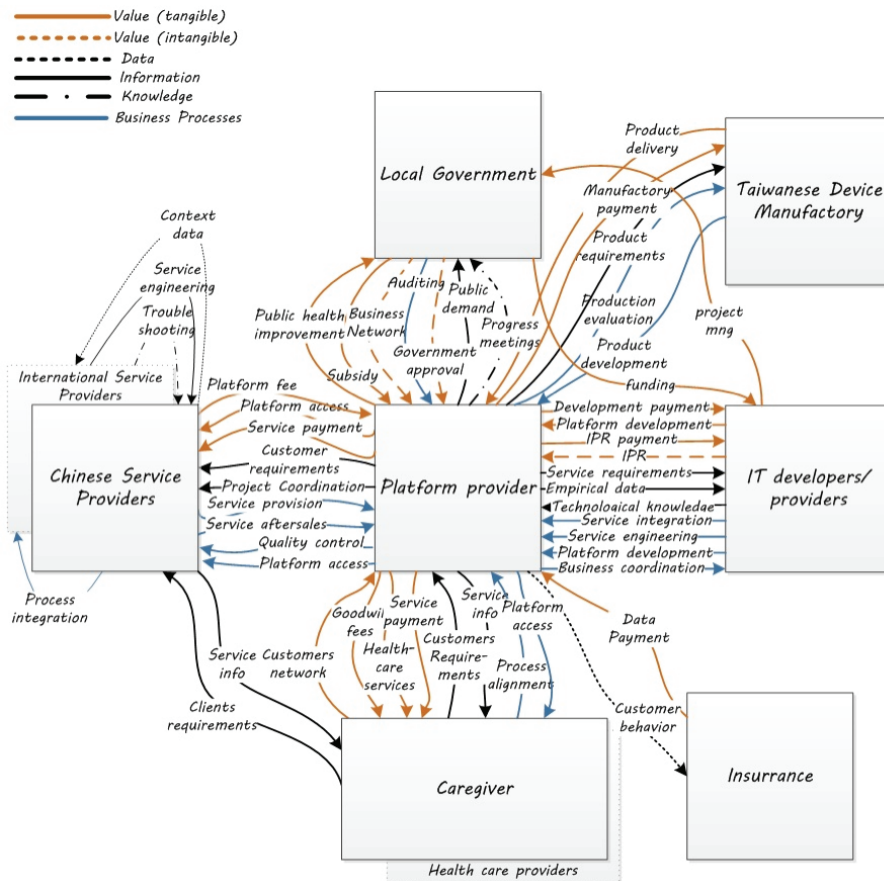 Value (tangible)
Value (intangible)
Data
Information
Knowledge
Business Processes
Local Government
Product
delivery
Taiwanese Device
Manufactory
Manufactory
payment
Product
requirements
Context
data
Service
engineering
Trouble
shooting
Auditing
Public
demand
Public health
improvement
Business
Network
Progress
meetings
Production
evaluation
project
mng
Government
approval
Product
development
Subsidy
funding
International Service
Providers
Platform fee
Platform access
Service payment
Customer
requirements
Project Coordination
Service provision
Service aftersales
Quality control
Platform access
Chinese Service
Providers
Platform provider
Development payment
Platform development
IPR payment
IPR
Service requirements
Empirical data
Technological knowledge
Service integration
Service engineering
Platform development
Business coordination
IT developers/
providers
Process
integration
Service
info
Clients
requirements
Customers
network
Goodwill
fees
Health-
care
services
Service
payment
Customers
Require-
ments
Service
info
Platform
access
Process
alignment
Data
Payment
Customer
behavior
Caregiver
Insurrance
Health care providers